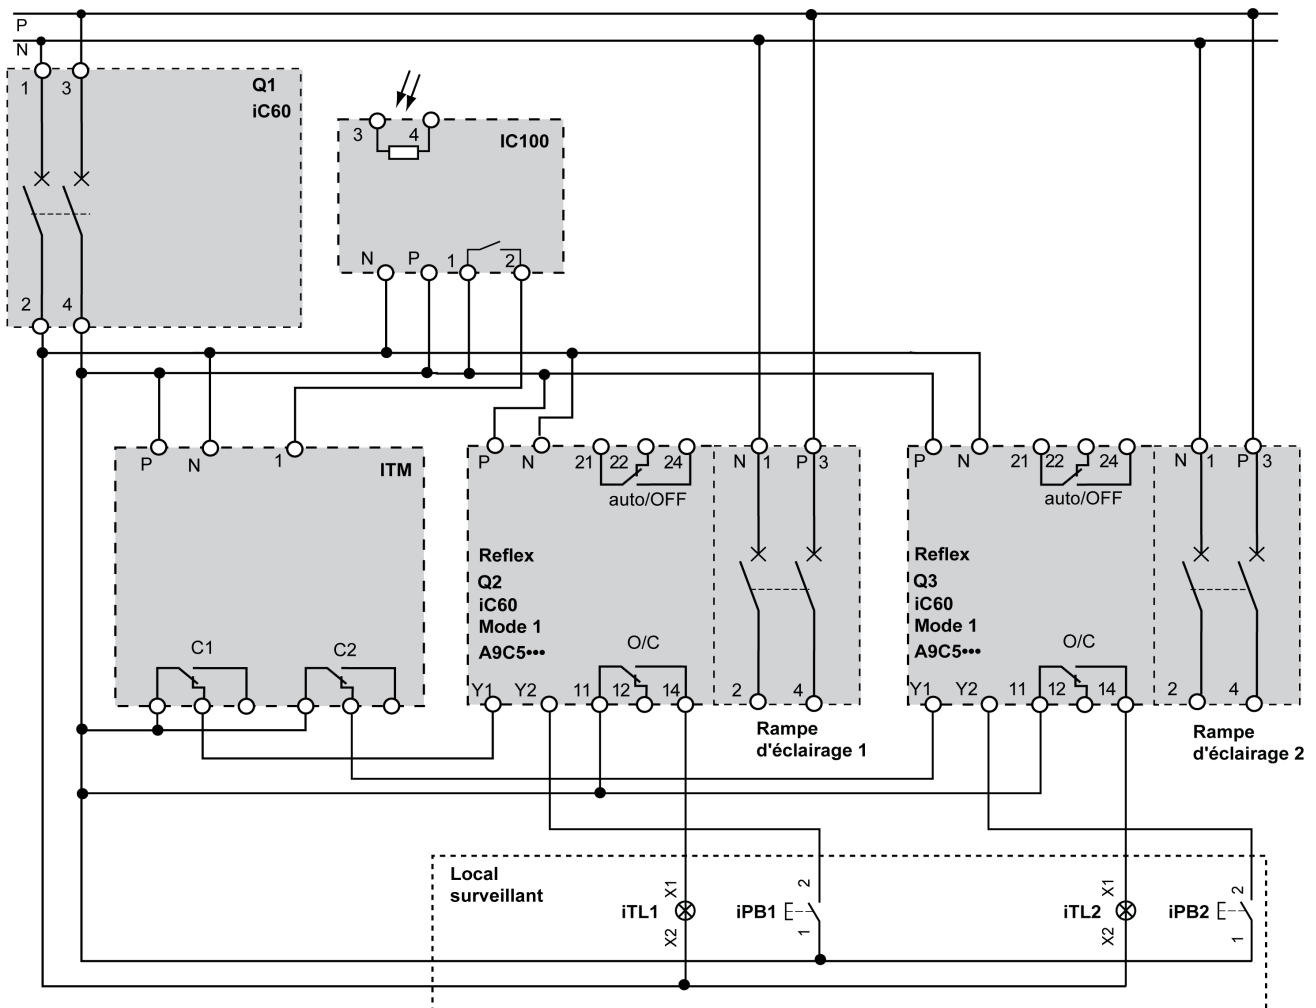 P
N
1 3
Q1
iC60
2 4
3 4
IC100
N P 1 2
P N 1
ITM
C1 C2
P N 21 22 24
auto/OFF
N 1 P 3
Reflex
Q2
iC60
Mode 1
A9C5•••
O/C
Y1 Y2 11 12 14
2 4
Rampe
d'éclairage 1
P N 21 22 24
auto/OFF
N 1 P 3
Reflex
Q3
iC60
Mode 1
A9C5•••
O/C
Y1 Y2 11 12 14
2 4
Rampe
d'éclairage 2
Local
surveillant
X1
iTL1
X2
2
iPB1
1
X1
iTL2
X2
2
iPB2
1